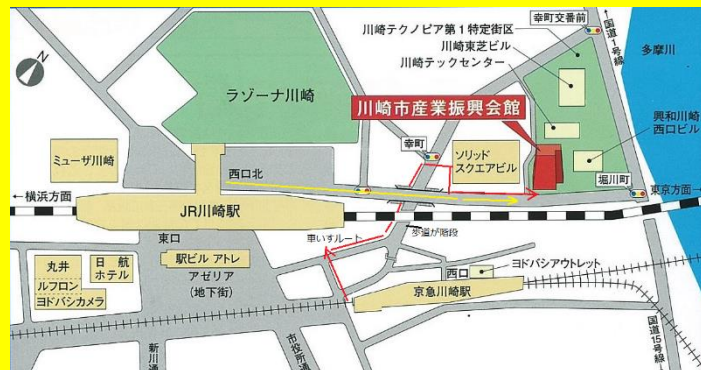 幸町交番前
国道1号線
川崎テクノピア第1特定街区
川崎東芝ビル
川崎テックセンター
多摩川
ラゾーナ川崎
川崎市産業振興会館
興和川崎
西口ビル
ミューザ川崎
幸町
ソリッド
スクエアビル
西口北
堀川町
←横浜方面
東京方面→
JR川崎駅
東口
車いすルート
歩道が階段
丸井
日航
ホテル
駅ビル アトレ
ルフロン
ヨドバシカメラ
アゼリア
(地下街)
西口
ヨドバシアウトレット
京急川崎駅
新川通
市役所通
国道15号線